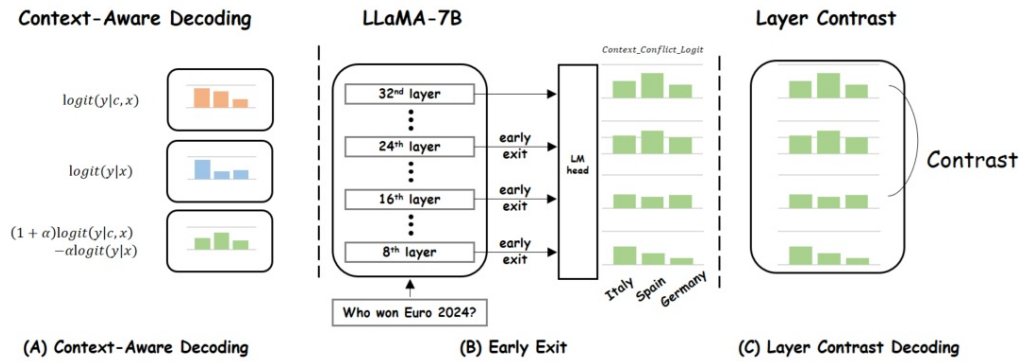 Context-Aware Decoding
LLaMA-7B
Layer Contrast
Context_Conflict_Logit
logit(y|c, x)
logit(y|x)
(1 + α)logit(y|c, x)
−αlogit(y|x)
32nd layer
24th layer
16th layer
8th layer
early
exit
early
exit
early
exit
LM
head
Italy
Spain
Germany
Contrast
Who won Euro 2024?
(A) Context-Aware Decoding
(B) Early Exit
(C) Layer Contrast Decoding